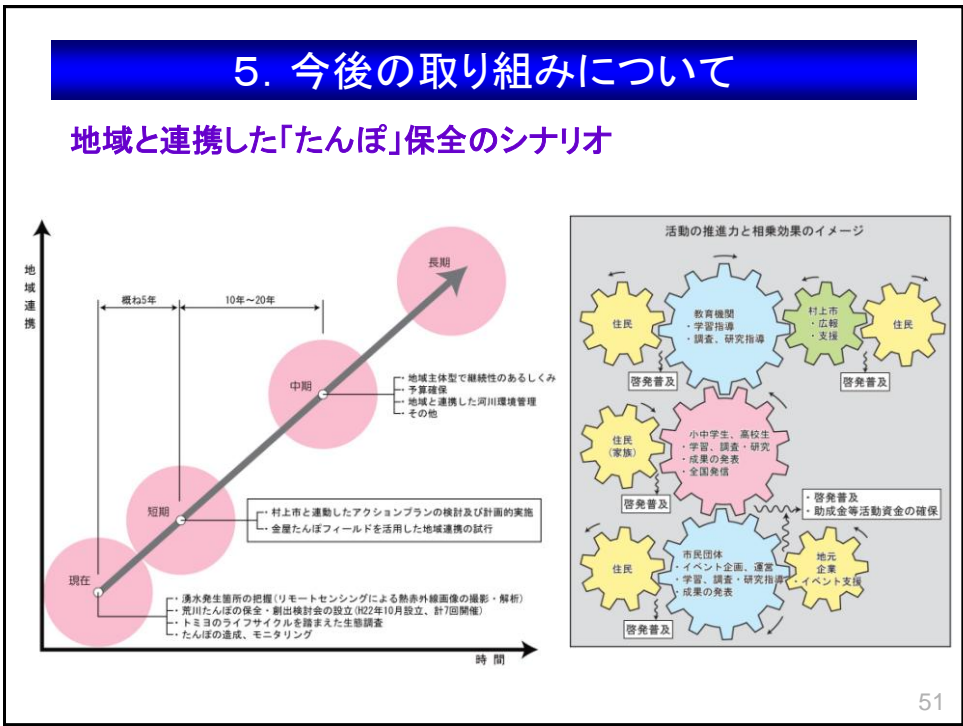 5. 今後の取り組みについて
地域と連携した「たんぽ」保全のシナリオ
地域連携
概ね5年
10年～20年
長期
中期
・地域主体型で継続性のあるしくみ
・予算確保
・地域と連携した河川環境管理
・その他
短期
・村上市と連動したアクションプランの検討及び計画的実施
・金屋たんぽフィールドを活用した地域連携の試行
現在
・湧水発生箇所の把握(リモートセンシングによる熱赤外線画像の撮影・解析)
・荒川たんぽの保全・創出検討会の設立(H22年10月設立、計7回開催)
・トミヨのライフサイクルを踏まえた生態調査
・たんぽの造成、モニタリング
時間
活動の推進力と相乗効果のイメージ
住民
教育機関
・学習指導
・調査、研究指導
村上市
・広報
・支援
住民
啓発普及
啓発普及
住民
(家族)
小中学生、高校生
・学習、調査・研究
・成果の発表
・全国発信
啓発普及
・啓発普及
・助成金等活動資金の確保
住民
市民団体
・イベント企画、運営
・学習、調査・研究指導
・成果の発表
地元
企業
・イベント支援
啓発普及
51